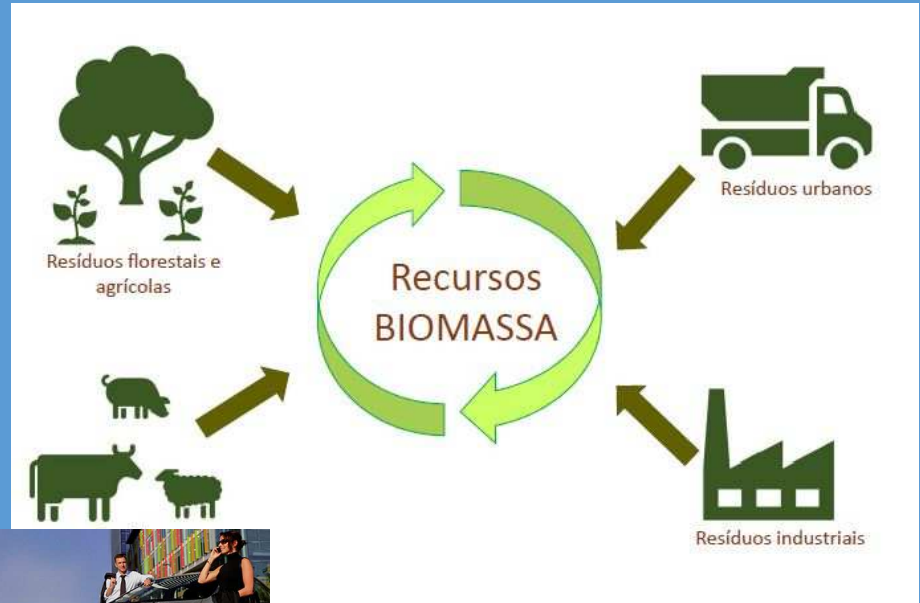 Resíduos urbanos
Resíduos florestais e
agrícolas
Recursos
BIOMASSA
Resíduos industriais